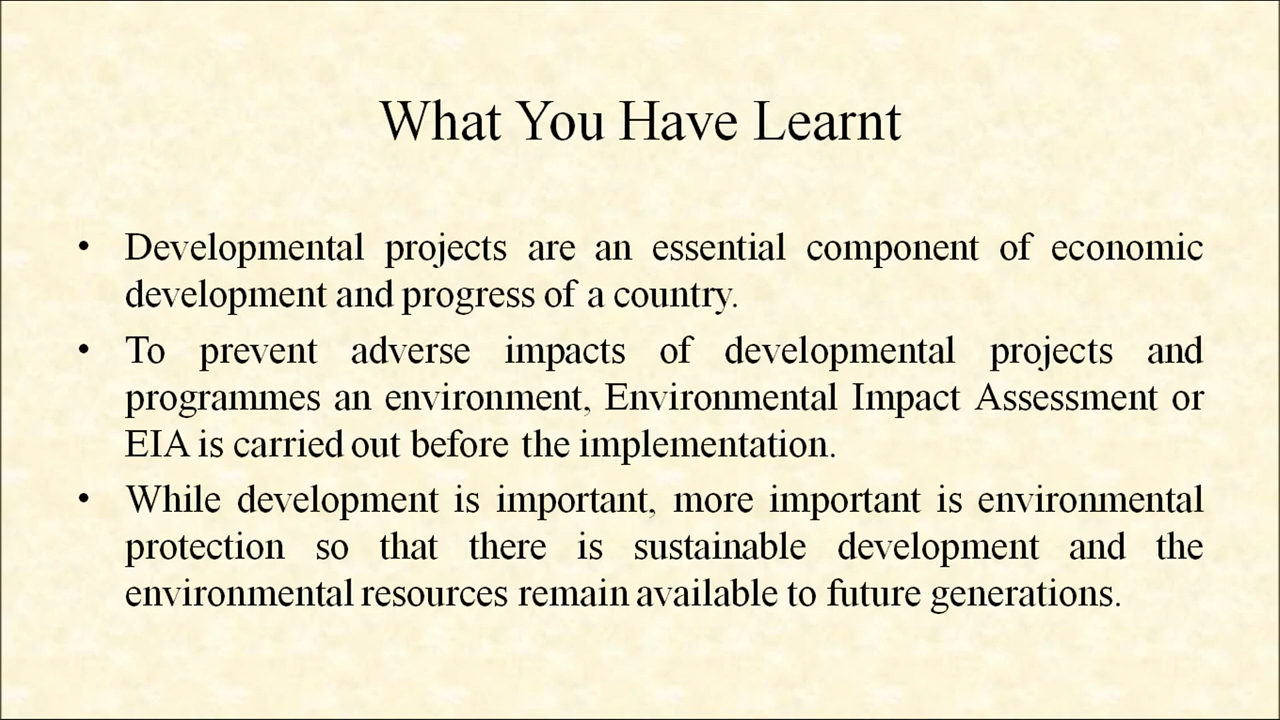 What You Have Learnt
• Developmental projects are an essential component of economic
development and progress of a country.
• To prevent adverse impacts of developmental projects and
programmes an environment, Environmental Impact Assessment or
EIA is carried out before the implementation.
• While development is important, more important is environmental
protection so that there is sustainable development and the
environmental resources remain available to future generations.